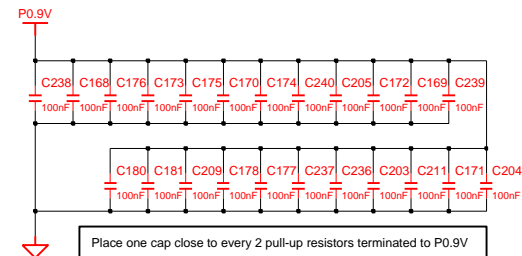 P0.9V
C238 C168 C176 C173 C175 C170 C174 C240 C205 C172 C169 C239
100nF 100nF 100nF 100nF 100nF 100nF 100nF 100nF 100nF 100nF 100nF 100nF
C180 C181 C209 C178 C177 C237 C236 C203 C211 C171 C204
100nF 100nF 100nF 100nF 100nF 100nF 100nF 100nF 100nF 100nF 100nF
Place one cap close to every 2 pull-up resistors terminated to P0.9V